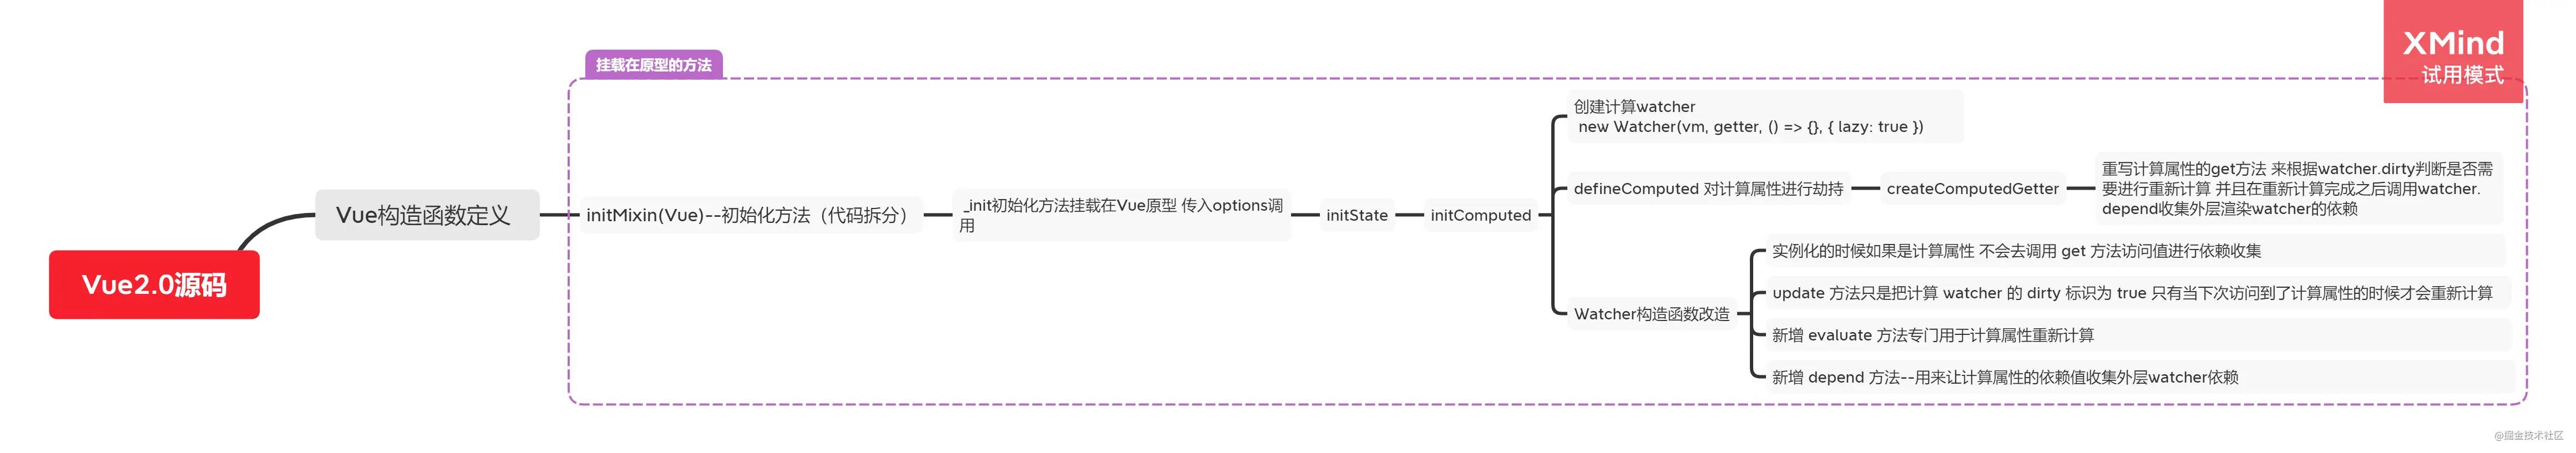 XMind
试用模式
挂载在原型的方法
Vue2.0源码
Vue构造函数定义
initMixin(Vue)--初始化方法（代码拆分）
_init初始化方法挂载在Vue原型 传入options调
用
initState
initComputed
创建计算watcher
new Watcher(vm, getter, () => {}, { lazy: true })
defineComputed 对计算属性进行劫持
createComputedGetter
重写计算属性的get方法 来根据watcher.dirty判断是否需
要进行重新计算 并且在重新计算完成之后调用watcher.
depend收集外层渲染watcher的依赖
Watcher构造函数改造
实例化的时候如果是计算属性 不会去调用 get 方法访问值进行依赖收集
update 方法只是把计算 watcher 的 dirty 标识为 true 只有当下次访问到了计算属性的时候才会重新计算
新增 evaluate 方法专门用于计算属性重新计算
新增 depend 方法--用来让计算属性的依赖值收集外层watcher依赖
@掘金技术社区